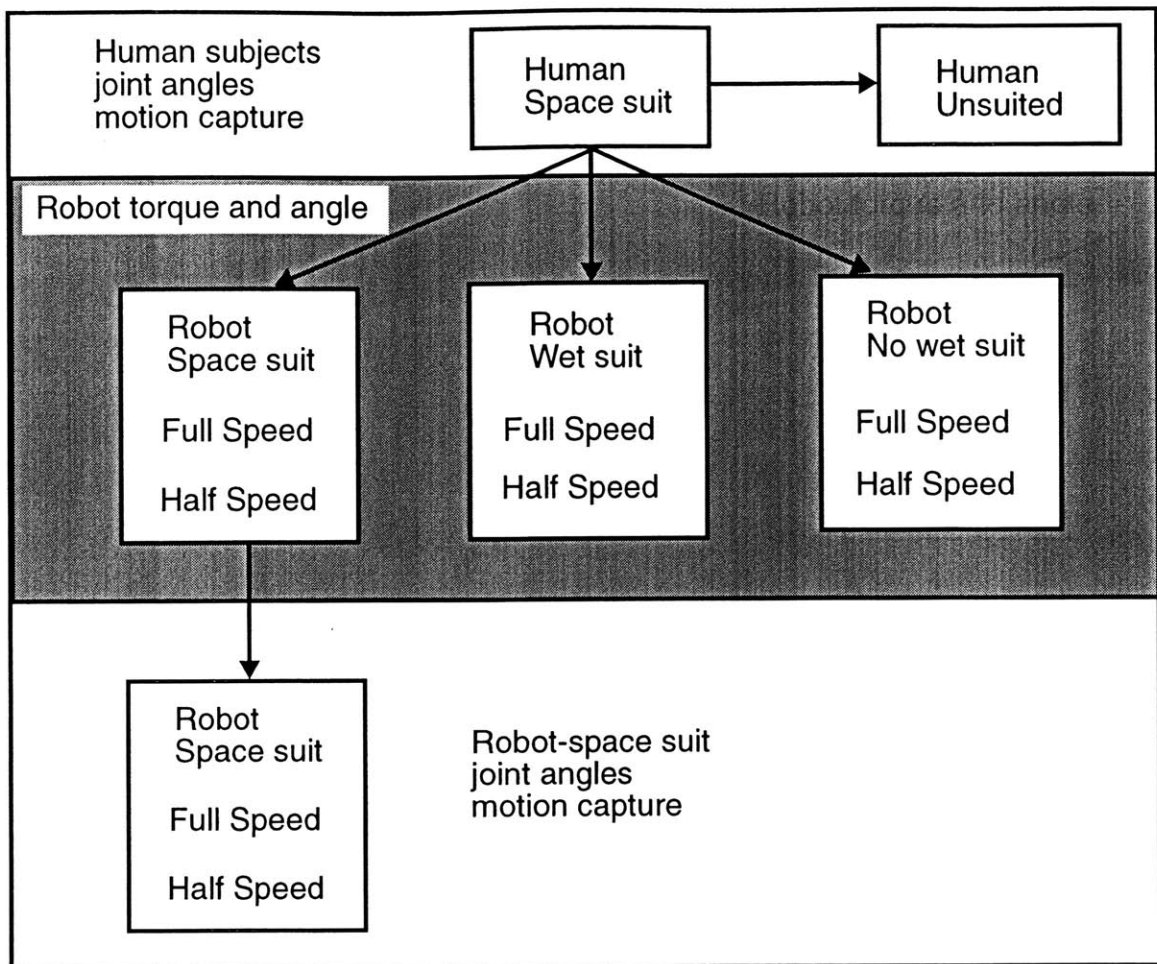 Human subjects
joint angles
motion capture
Human
Space suit
Human
Unsuited
Robot torque and angle
Robot
Space suit
Full Speed
Half Speed
Robot
Wet suit
Full Speed
Half Speed
Robot
No wet suit
Full Speed
Half Speed
Robot
Space suit
Full Speed
Half Speed
Robot-space suit
joint angles
motion capture